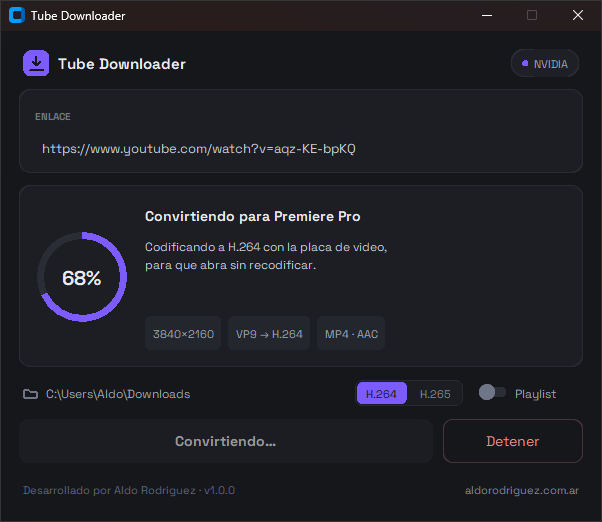 Tube Downloader
Tube Downloader
NVIDIA
ENLACE
https://www.youtube.com/watch?v=aqz-KE-bpKQ
Convirtiendo para Premiere Pro
Codificando a H.264 con la placa de video,
para que abra sin recodificar.
68%
3840×2160 VP9 → H.264 MP4 · AAC
C:\Users\Aldo\Downloads H.264 H.265 Playlist
Convirtiendo... Detener
Desarrollado por Aldo Rodriguez · v1.0.0 aldorodriguez.com.ar